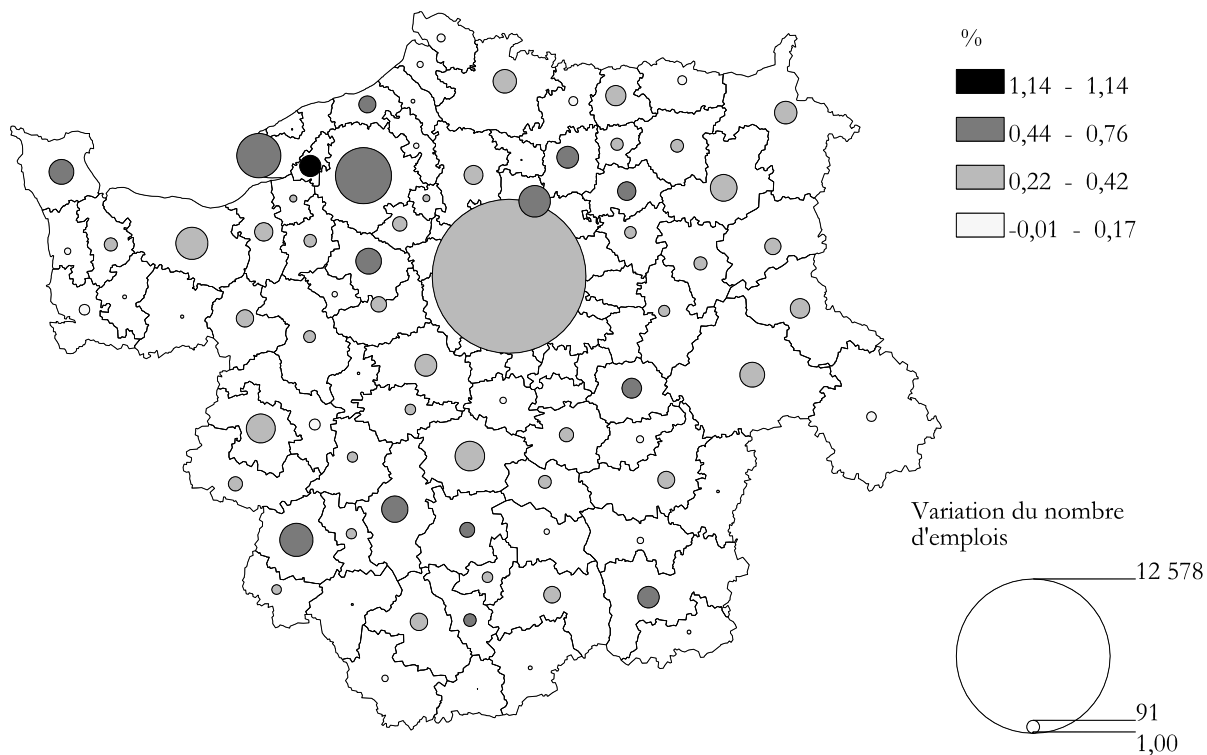 %
1,14 - 1,14
0,44 - 0,76
0,22 - 0,42
-0,01 - 0,17
Variation du nombre
d'emplois
12 578
91
1,00